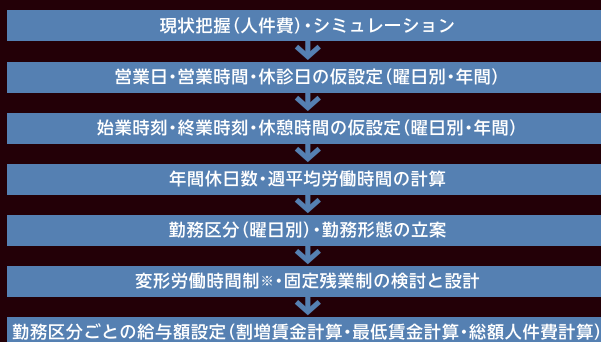 現状把握(人件費)・シミュレーション
営業日・営業時間・休診日の仮設定(曜日別・年間)
始業時刻・終業時刻・休憩時間の仮設定(曜日別・年間)
年間休日数・週平均労働時間の計算
勤務区分(曜日別)・勤務形態の立案
変形労働時間制※・固定残業制の検討と設計
勤務区分ごとの給与額設定(割増賃金計算・最低賃金計算・総額人件費計算)